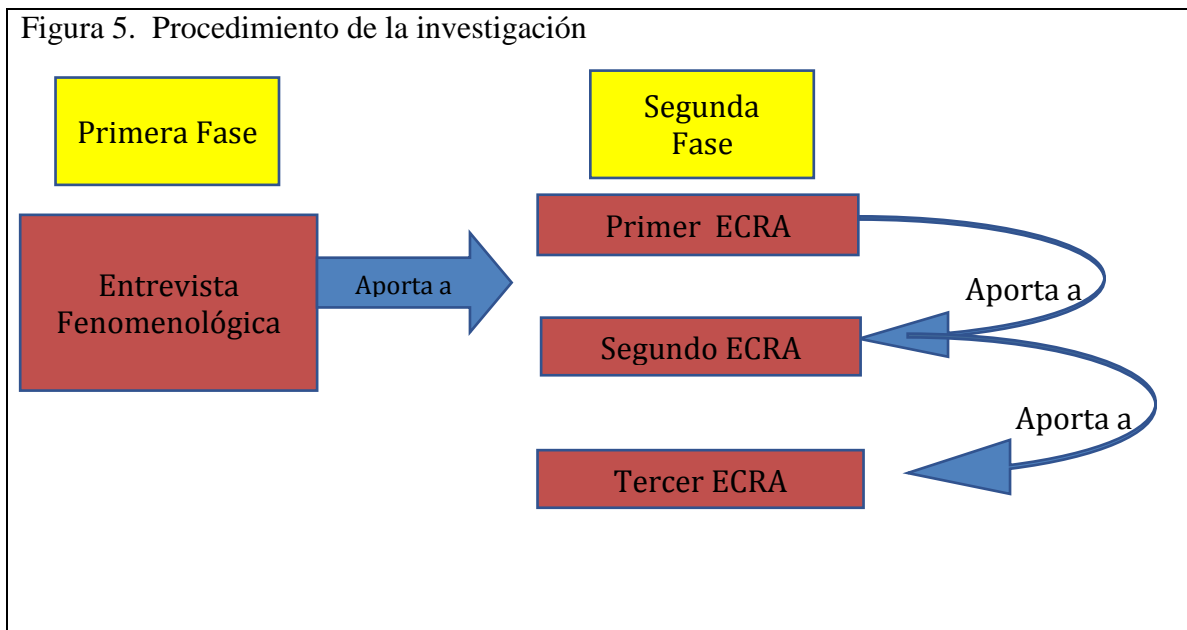 Figura 5. Procedimiento de la investigación
Primera Fase
Segunda
Fase
Entrevista
Fenomenológica
Aporta a
Primer ECRA
Aporta a
Segundo ECRA
Aporta a
Tercer ECRA